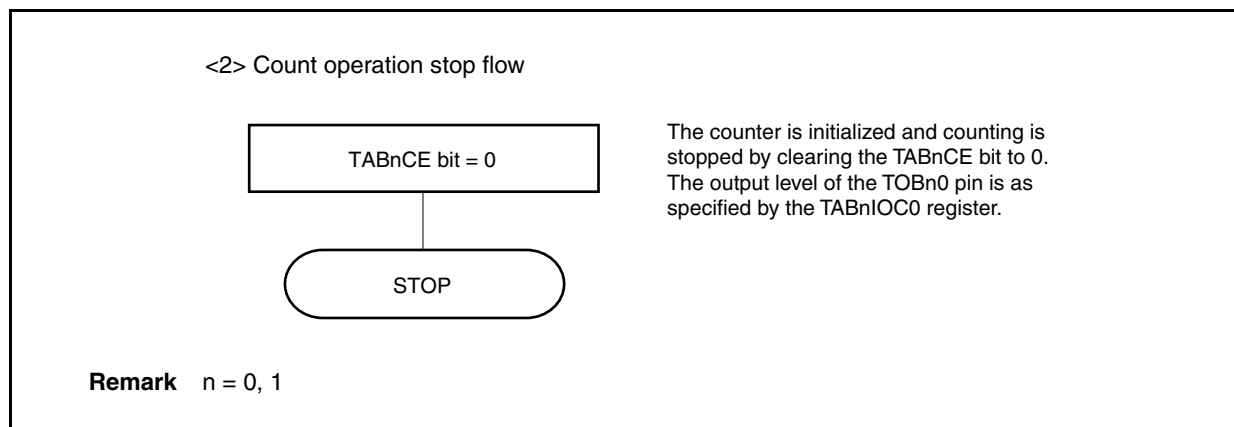 <2> Count operation stop flow
TABnCE bit = 0
The counter is initialized and counting is
stopped by clearing the TABnCE bit to 0.
The output level of the TOBn0 pin is as
specified by the TABnIOC0 register.
STOP
Remark n = 0, 1